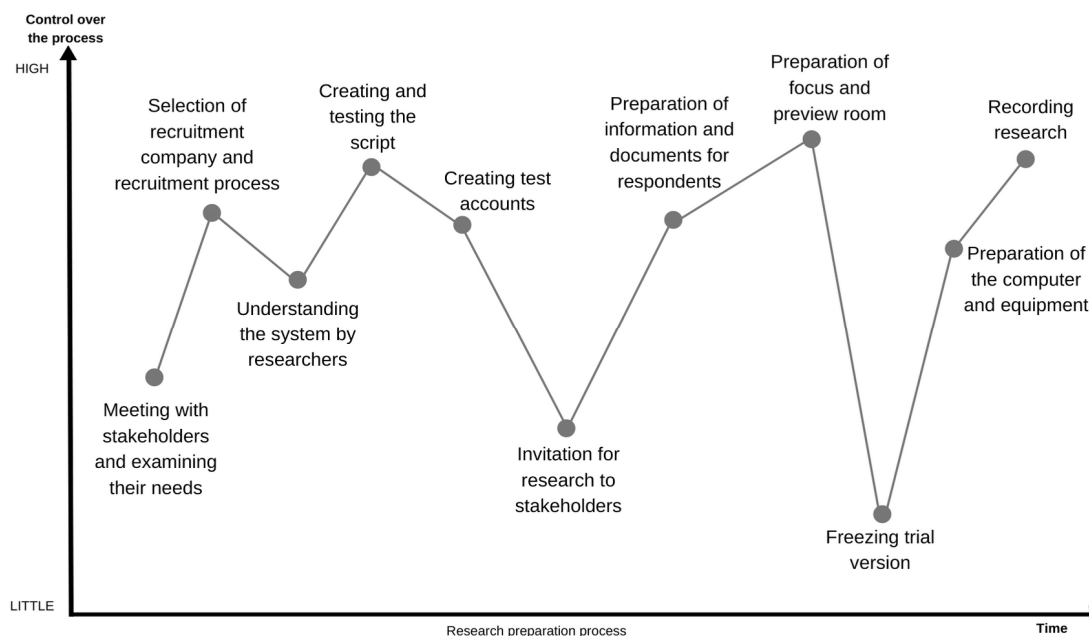 Control over
the process
HIGH
Selection of
recruitment
company and
recruitment process
Creating and
testing the
script
Creating test
accounts
Preparation of
information and
documents for
respondents
Preparation of
focus and
preview room
Recording
research
Understanding
the system by
researchers
Preparation of
the computer
and equipment
Meeting with
stakeholders
and examining
their needs
Invitation for
research to
stakeholders
Freezing trial
version
LITTLE
Research preparation process
Time